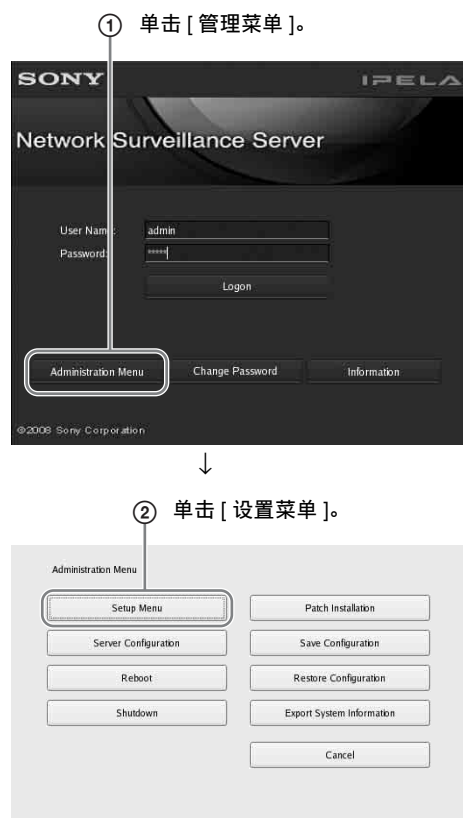 ① 单击 [ 管理菜单 ]。
SONY IPELA
Network Surveillance Server
User Name: admin
Password: *****
Logon
Administration Menu Change Password Information
©2008 Sony Corporation
↓
② 单击 [ 设置菜单 ]。
Administration Menu
Setup Menu Patch Installation
Server Configuration Save Configuration
Reboot Restore Configuration
Shutdown Export System Information
Cancel